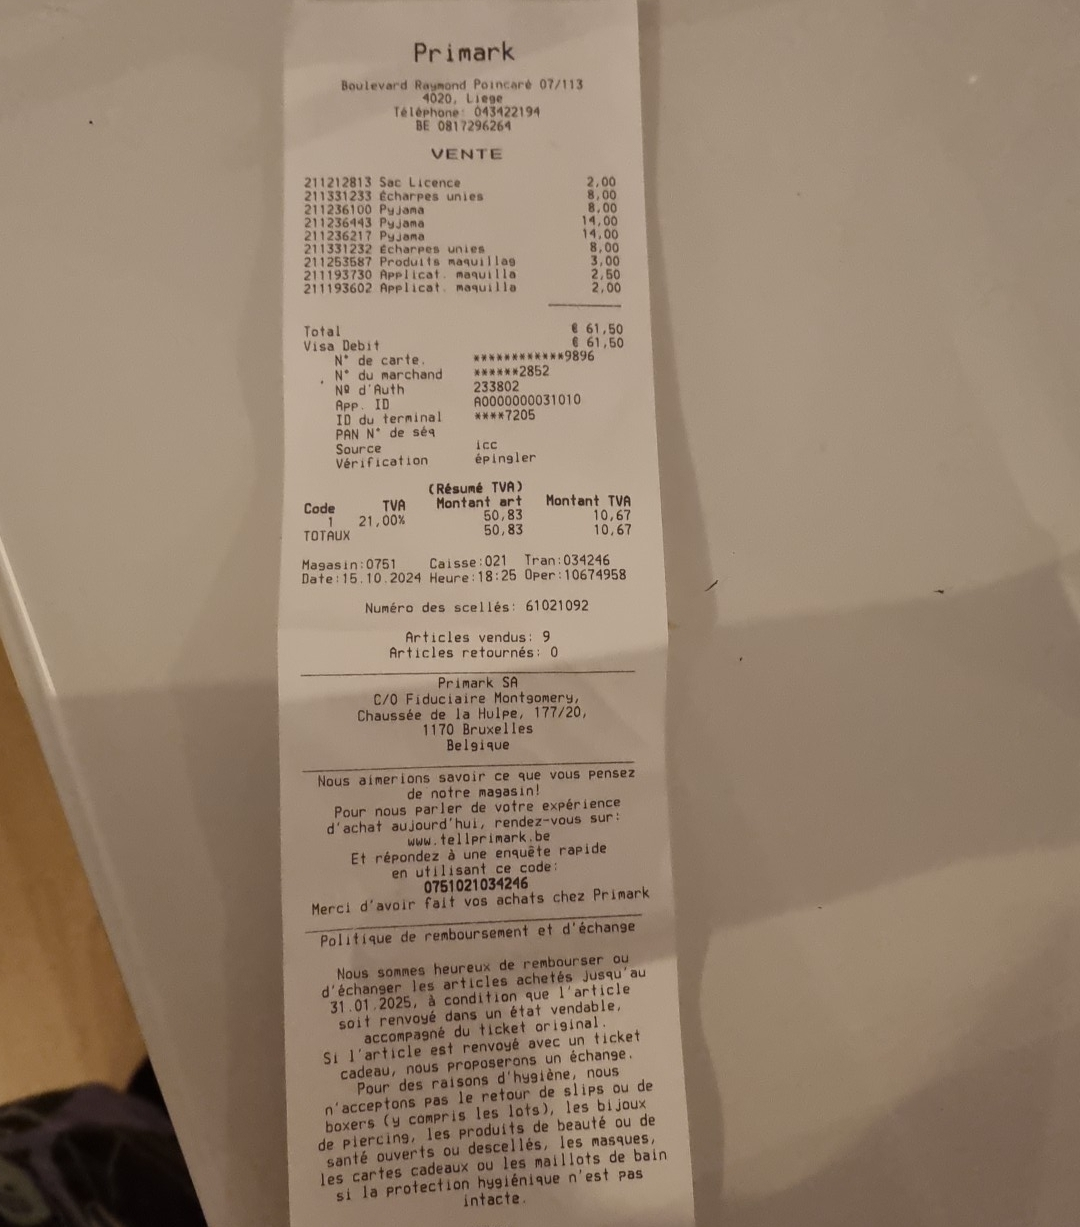 Primark
Boulevard Raymond Poincaré 07/113
4020, Liege
Téléphone: 043422194
BE 0817296264
VENTE
211212813 Sac Licence 2,00
211331233 Écharpes unies 8,00
211236100 Pyjama 8,00
211236443 Pyjama 14,00
211236217 Pyjama 14,00
211331232 Écharpes unies 8,00
211253587 Produits maquillag 3,00
211193730 Applicat. maquilla 2,50
211193602 Applicat. maquilla 2,00
Total € 61,50
Visa Debit € 61,50
N° de carte. ************9896
N° du marchand ******2852
Nº d'Auth 233802
App. ID A0000000031010
ID du terminal ****7205
PAN N° de séq
Source icc
Vérification épingler
(Résumé TVA)
Code TVA Montant art Montant TVA
1 21,00% 50,83 10,67
TOTAUX 50,83 10,67
Magasin:0751 Caisse:021 Tran:034246
Date:15.10.2024 Heure:18:25 Oper:10674958
Numéro des scellés: 61021092
Articles vendus: 9
Articles retournés: 0
Primark SA
C/O Fiduciaire Montgomery,
Chaussée de la Hulpe, 177/20,
1170 Bruxelles
Belgique
Nous aimerions savoir ce que vous pensez
de notre magasin!
Pour nous parler de votre expérience
d'achat aujourd'hui, rendez-vous sur:
www.tellprimark.be
Et répondez à une enquête rapide
en utilisant ce code:
0751021034246
Merci d'avoir fait vos achats chez Primark
Politique de remboursement et d'échange
Nous sommes heureux de rembourser ou
d'échanger les articles achetés jusqu'au
31.01.2025, à condition que l'article
soit renvoyé dans un état vendable,
accompagné du ticket original.
Si l'article est renvoyé avec un ticket
cadeau, nous proposerons un échange.
Pour des raisons d'hygiène, nous
n'acceptons pas le retour de slips ou de
boxers (y compris les lots), les bijoux
de piercing, les produits de beauté ou de
santé ouverts ou descellés, les masques,
les cartes cadeaux ou les maillots de bain
si la protection hygiénique n'est pas
intacte.